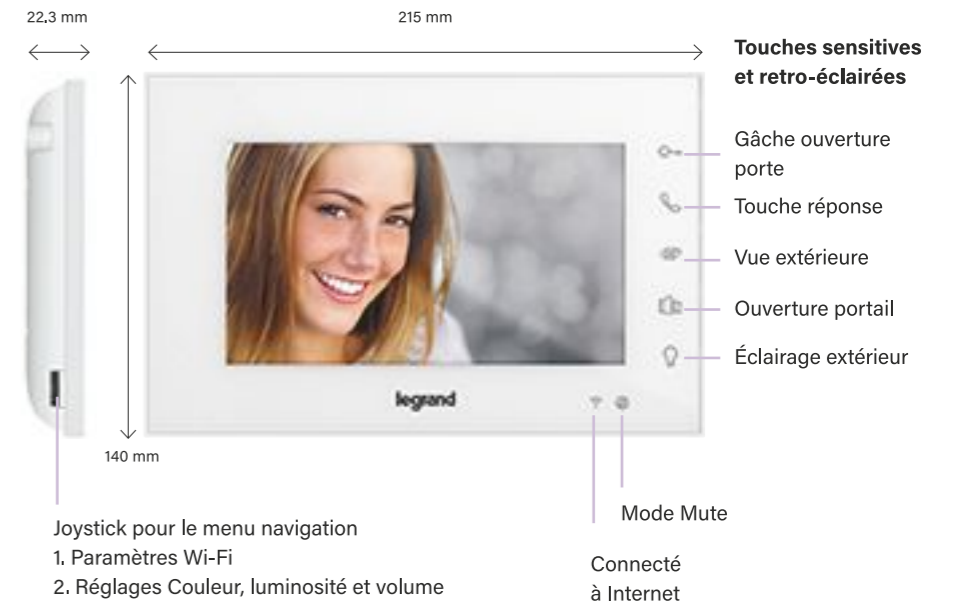 22.3 mm
215 mm
Touches sensitives
et retro-éclairées
Gâche ouverture
porte
Touche réponse
Vue extérieure
Ouverture portail
Éclairage extérieur
legrand
140 mm
Joystick pour le menu navigation
1. Paramètres Wi-Fi
2. Réglages Couleur, luminosité et volume
Mode Mute
Connecté
à Internet